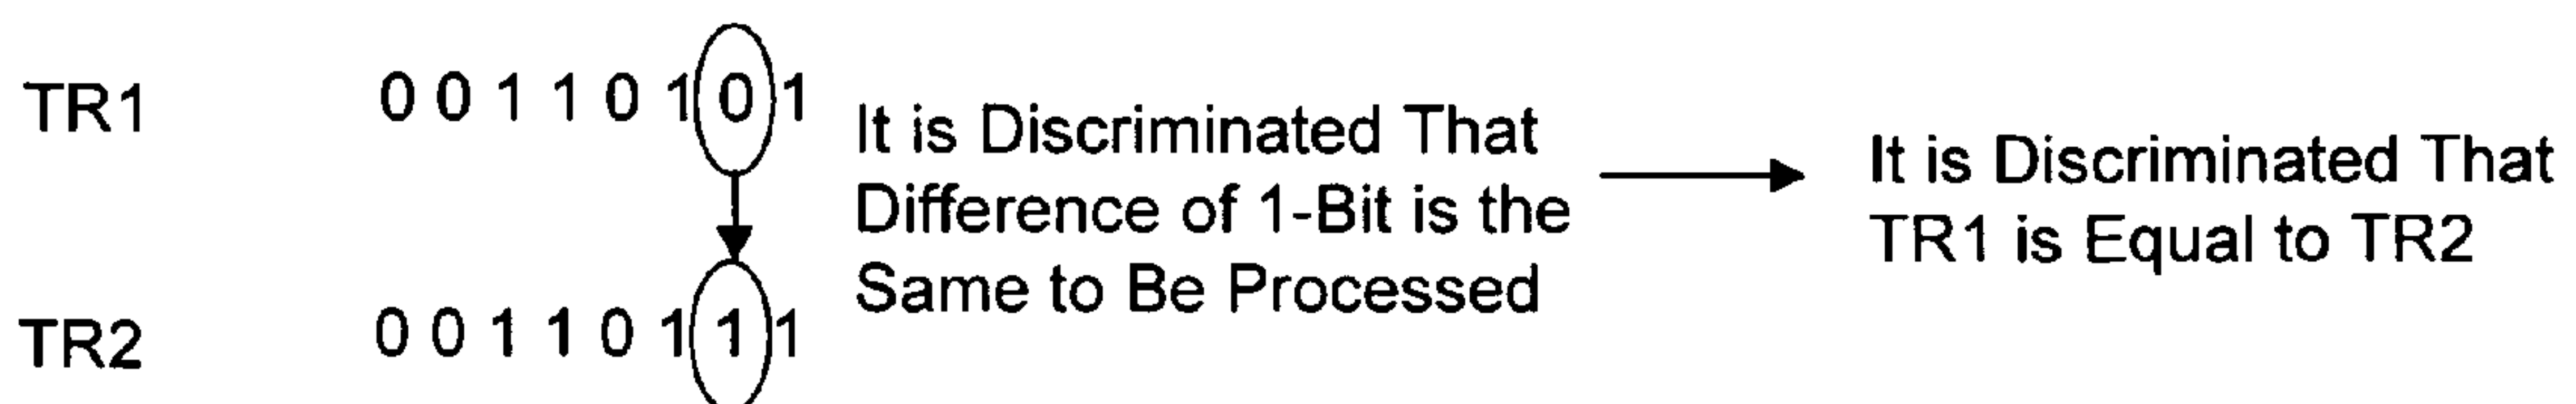 TR1 0 0 1 1 0 1 0 1
It is Discriminated That
Difference of 1-Bit is the
Same to Be Processed
It is Discriminated That
TR1 is Equal to TR2
TR2 0 0 1 1 0 1 1 1